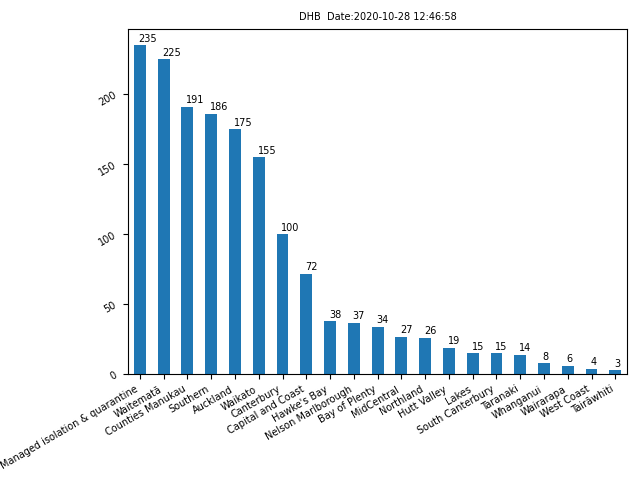 DHB Date:2020-10-28 12:46:58
235
225
191
186
175
155
100
72
38
37
34
27
26
19
15
15
14
8
6
4
3
200
150
100
50
0
Managed isolation & quarantine
Waitematā
Counties Manukau
Southern
Auckland
Waikato
Canterbury
Capital and Coast
Hawke's Bay
Nelson Marlborough
Bay of Plenty
MidCentral
Northland
Hutt Valley
Lakes
South Canterbury
Taranaki
Whanganui
Wairarapa
West Coast
Tairāwhiti